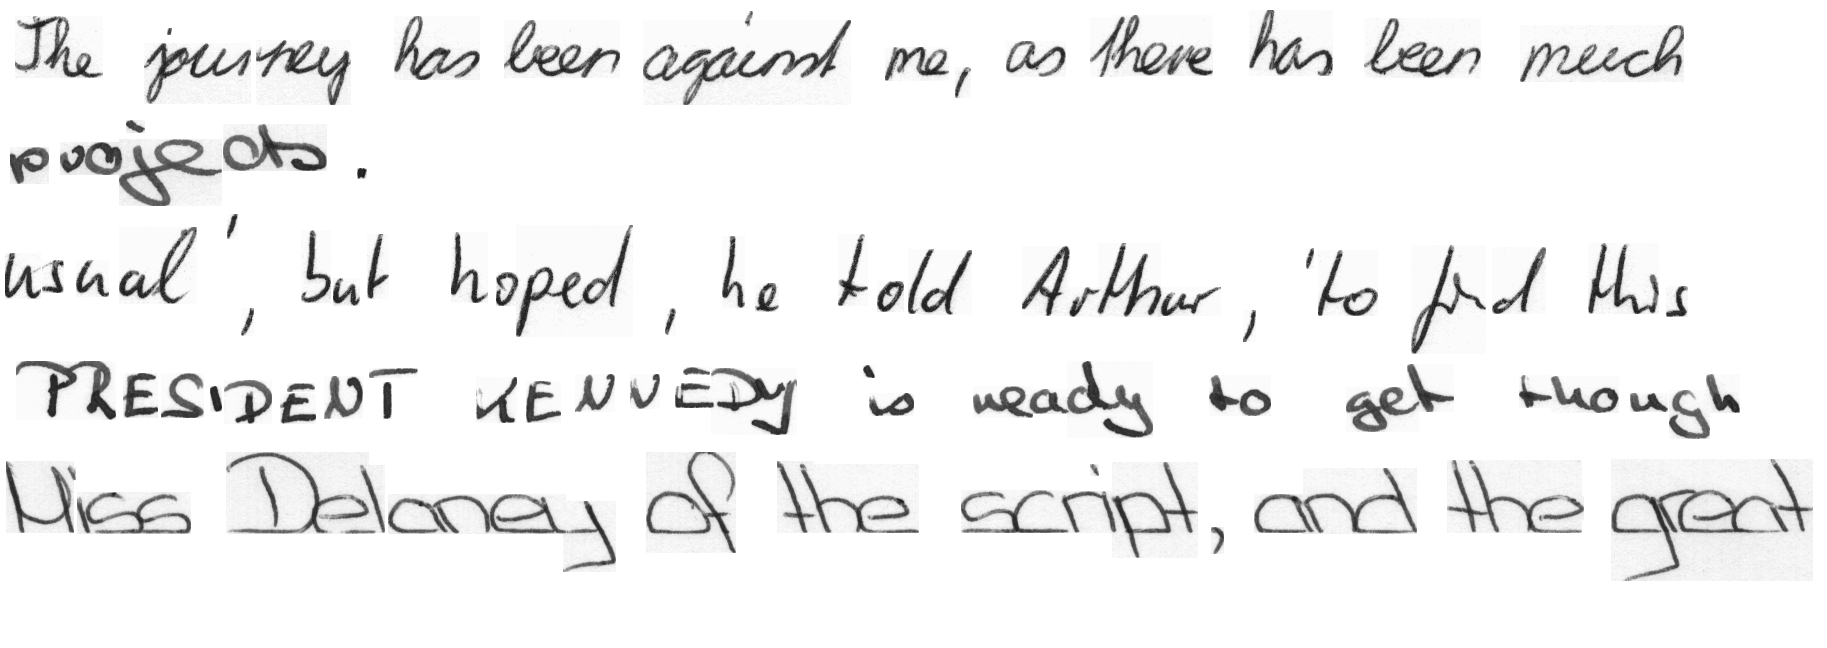 The journey has been against me, as there has been much
projects.
usual', but hoped, he told Arthur, 'to find this
PRESIDENT KENNEDY is ready to get though
Miss Delaney of the script, and the great